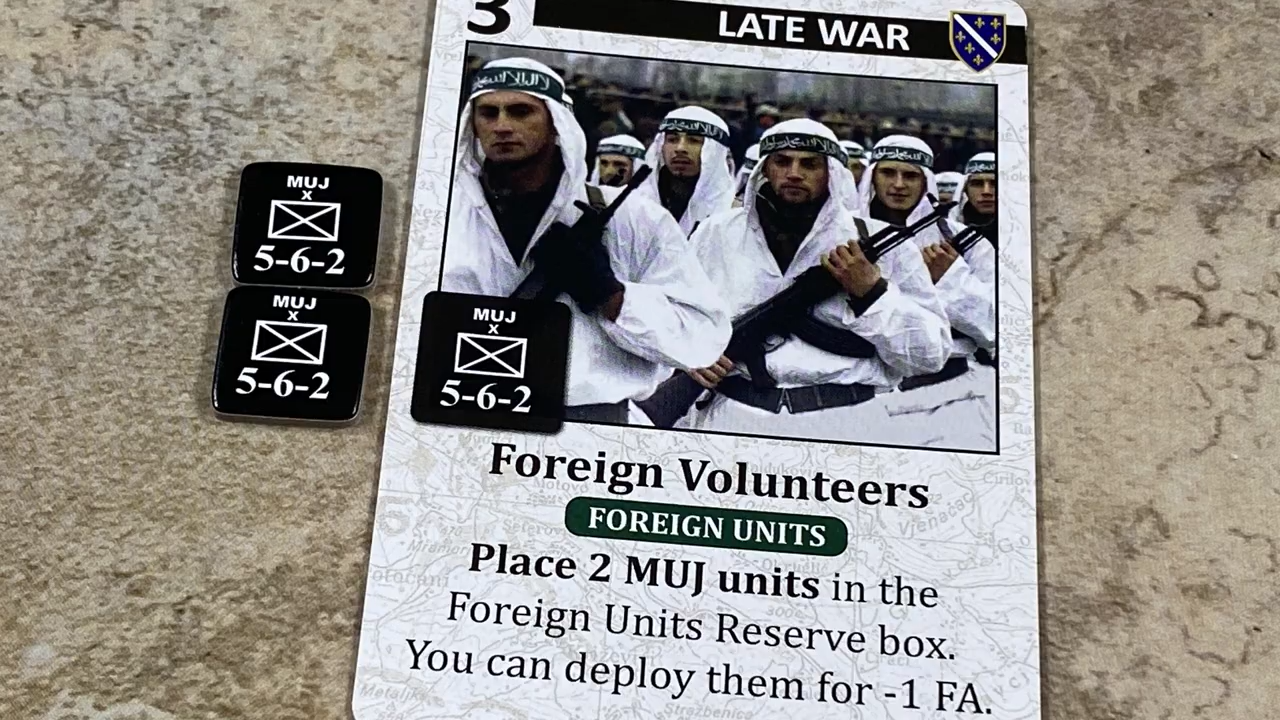 3
LATE WAR
MUJ
X
5-6-2
MUJ
X
5-6-2
MUJ
X
5-6-2
Foreign Volunteers
FOREIGN UNITS
Place 2 MUJ units in the
Foreign Units Reserve box.
You can deploy them for -1 FA.